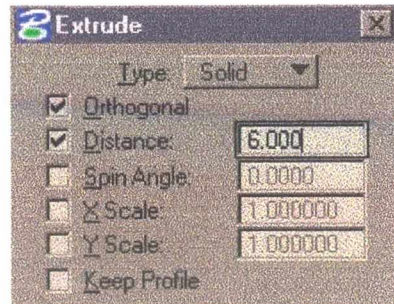 Extrude
Type: Solid
Orthogonal
Distance: 6.000
Spin Angle: 0.0000
X Scale: 1.000000
Y Scale: 1.000000
Keep Profile